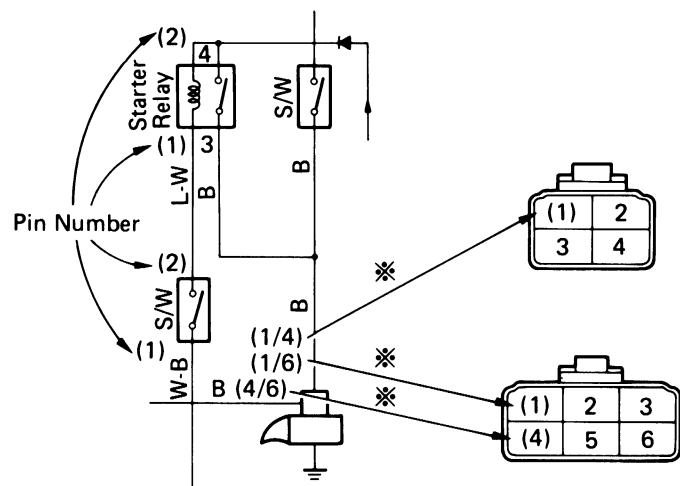 (2)
4
Starter
Relay
S/W
(1) 3
L-W
B
B
Pin Number
(2)
S/W
(1)
W-B
B
※
(1/4)
(1/6)
※
B (4/6)
※
(1) 2
3 4
(1) 2 3
(4) 5 6